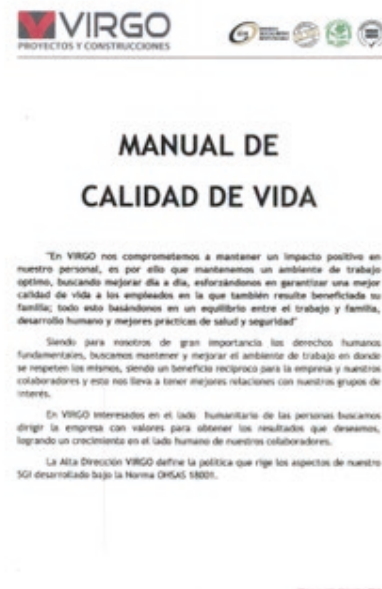 VIRGO
PROYECTOS Y CONSTRUCCIONES
MANUAL DE
CALIDAD DE VIDA
"En VIRGO nos comprometemos a mantener un impacto positivo en
nuestro personal, es por ello que mantenemos un ambiente de trabajo
optimo, buscando mejorar día a día, esforzándonos en garantizar una mejor
calidad de vida a los empleados en la que también resulte beneficiada su
familia; todo esto basándonos en un equilibrio entre el trabajo y familia,
desarrollo humano y mejores prácticas de salud y seguridad"
Siendo para nosotros de gran importancia los derechos humanos
fundamentales, buscamos mantener y mejorar el ambiente de trabajo en donde
se respeten los mismos, siendo un beneficio recíproco para la empresa y nuestros
colaboradores y esto nos lleva a tener mejores relaciones con nuestros grupos de
interés.
En VIRGO interesados en el lado humanitario de las personas buscamos
dirigir la empresa con valores para obtener los resultados que deseamos,
logrando un crecimiento en el lado humano de nuestros colaboradores.
La Alta Dirección VIRGO define la política que rige los aspectos de nuestro
SGI desarrollado bajo la Norma OHSAS 18001.